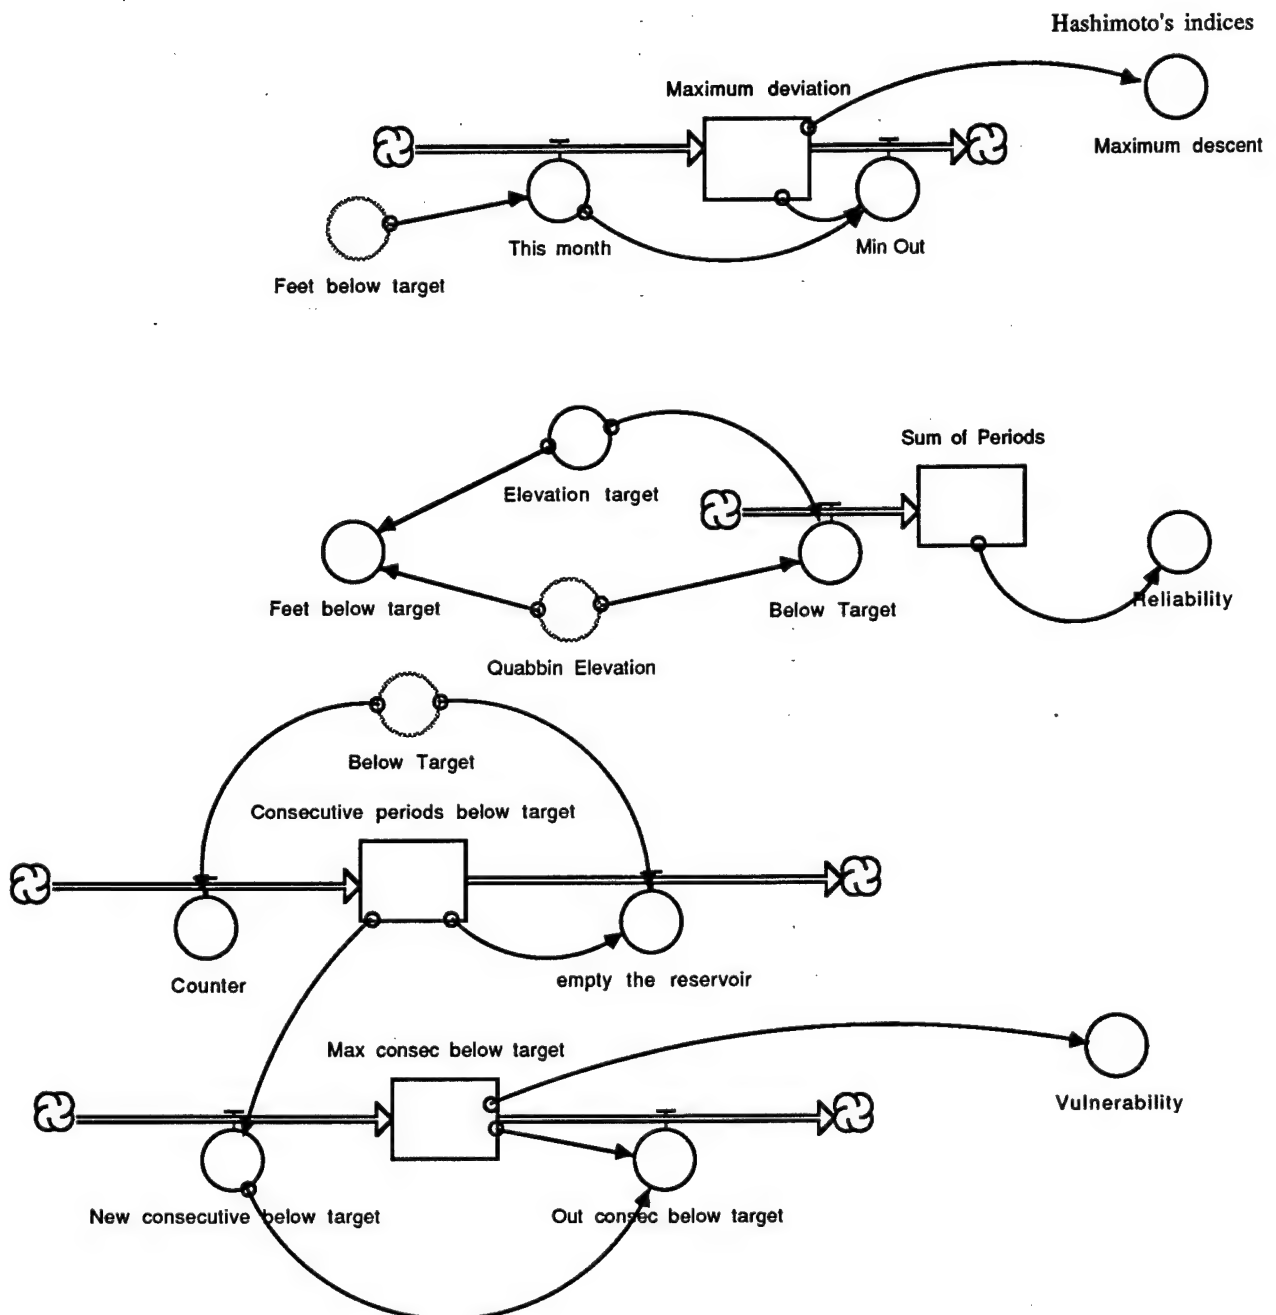 Hashimoto's indices
Maximum deviation
Maximum descent
This month
Min Out
Feet below target
Sum of Periods
Elevation target
Feet below target
Below Target
Reliability
Quabbin Elevation
Below Target
Consecutive periods below target
Counter
empty the reservoir
Max consec below target
Vulnerability
New consecutive below target
Out consec below target